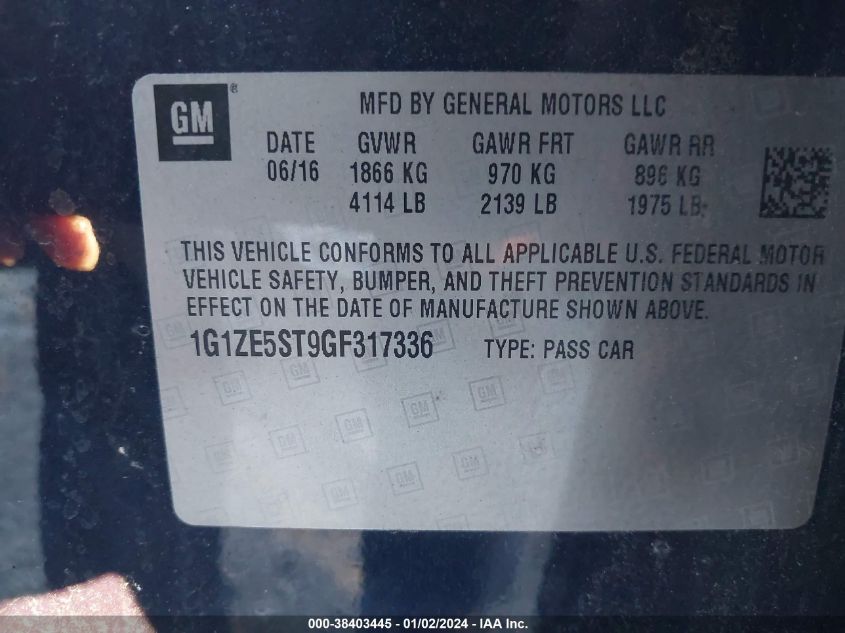 GM®
MFD BY GENERAL MOTORS LLC
DATE GVWR GAWR FRT GAWR RR
06/16 1866 KG 970 KG 896 KG
4114 LB 2139 LB 1975 LB
THIS VEHICLE CONFORMS TO ALL APPLICABLE U.S. FEDERAL MOTOR
VEHICLE SAFETY, BUMPER, AND THEFT PREVENTION STANDARDS IN
EFFECT ON THE DATE OF MANUFACTURE SHOWN ABOVE.
1G1ZE5ST9GF317336 TYPE: PASS CAR
000-38403445 - 01/02/2024 - IAA Inc.